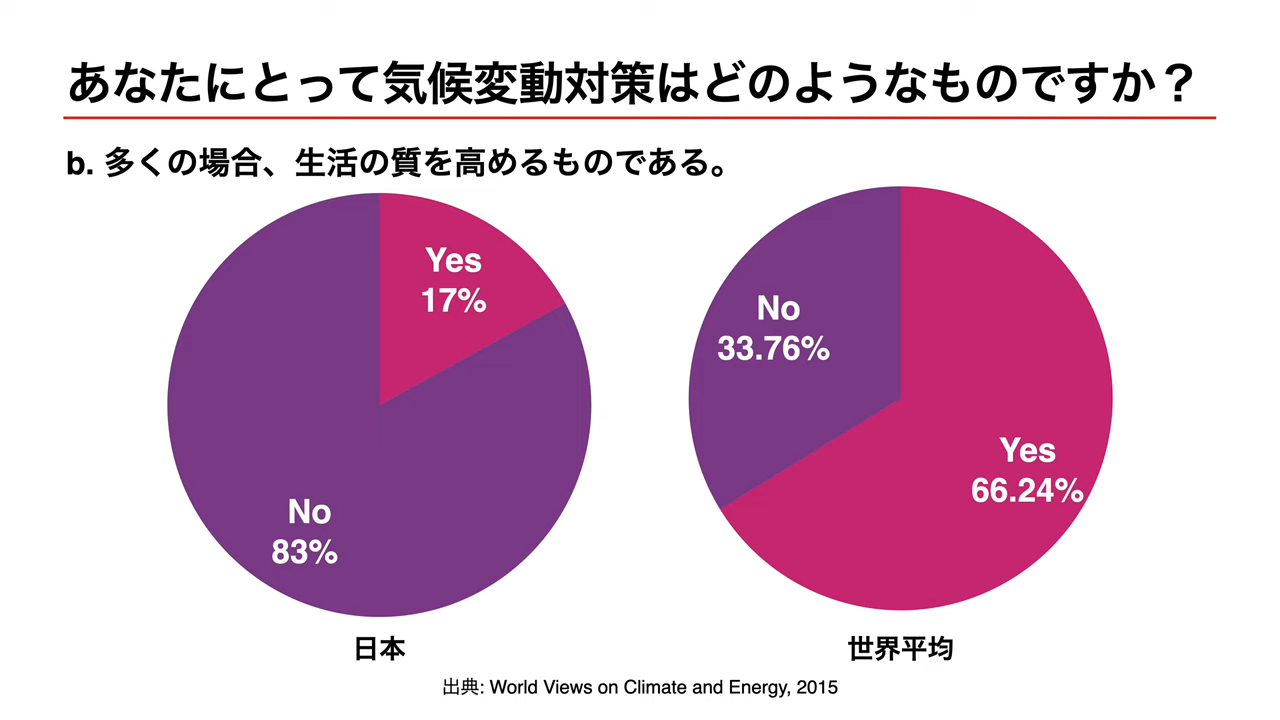 あなたにとって気候変動対策はどのようなものですか？
b. 多くの場合、生活の質を高めるものである。
Yes
17%
No
83%
日本
No
33.76%
Yes
66.24%
世界平均
出典: World Views on Climate and Energy, 2015